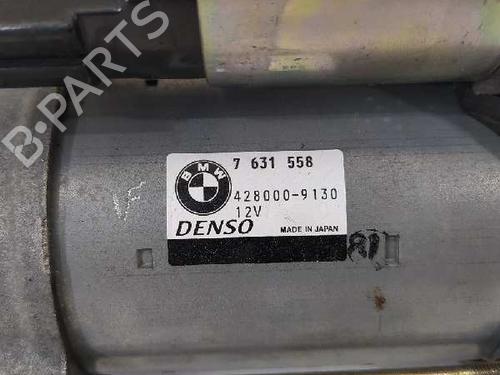 B-PARTS
BMW
7 631 558
428000-9130
12V
DENSO
MADE IN JAPAN